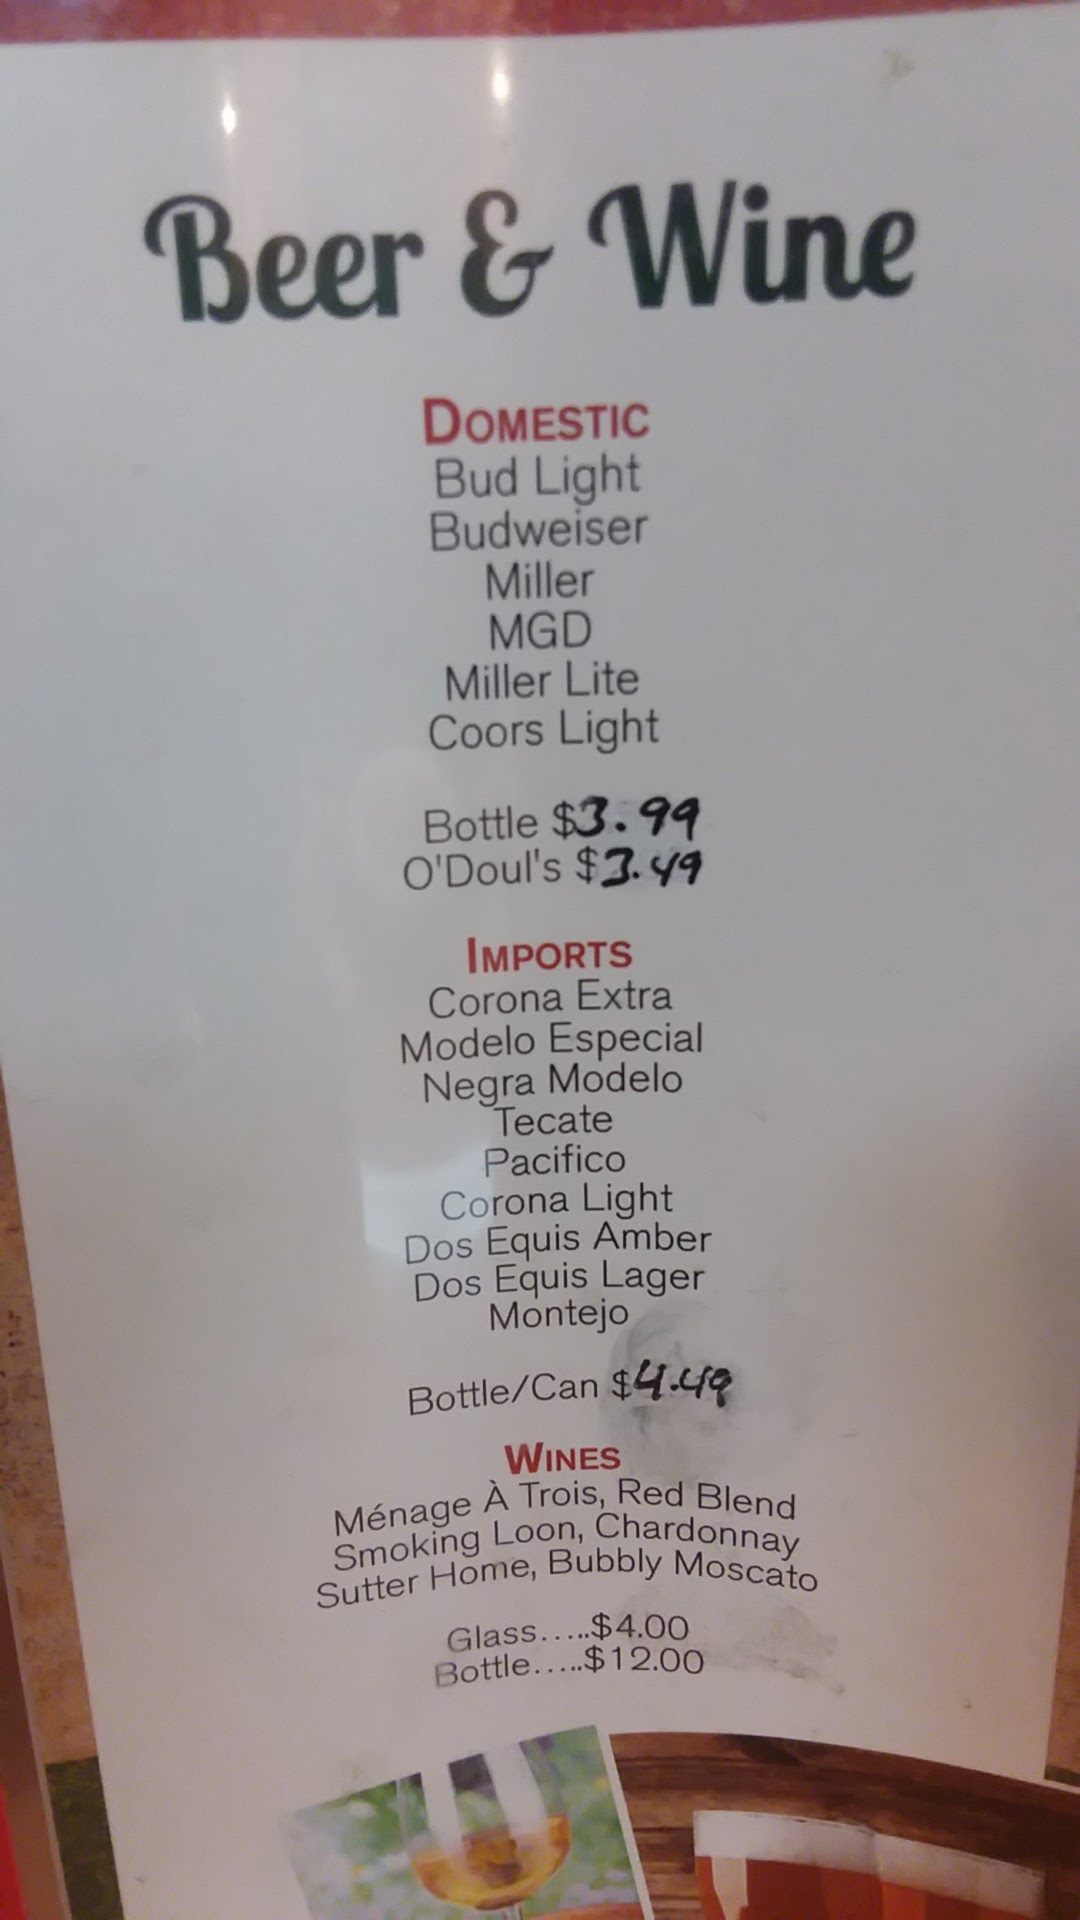 Beer & Wine
DOMESTIC
Bud Light
Budweiser
Miller
MGD
Miller Lite
Coors Light
Bottle $3.99
O'Doul's $3.49
IMPORTS
Corona Extra
Modelo Especial
Negra Modelo
Tecate
Pacifico
Corona Light
Dos Equis Amber
Dos Equis Lager
Montejo
Bottle/Can $4.49
WINES
Ménage À Trois, Red Blend
Smoking Loon, Chardonnay
Sutter Home, Bubbly Moscato
Glass.....$4.00
Bottle.....$12.00